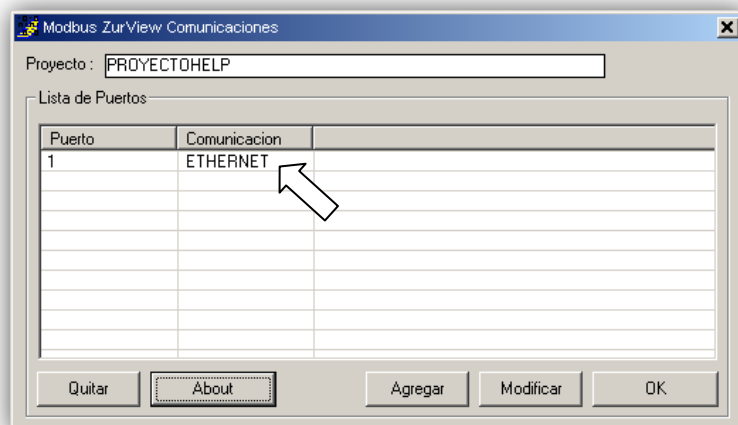 Modbus ZurView Comunicaciones
Proyecto : PROYECTOHELP
Lista de Puertos
Puerto Comunicacion
1 ETHERNET
Quitar About Agregar Modificar OK